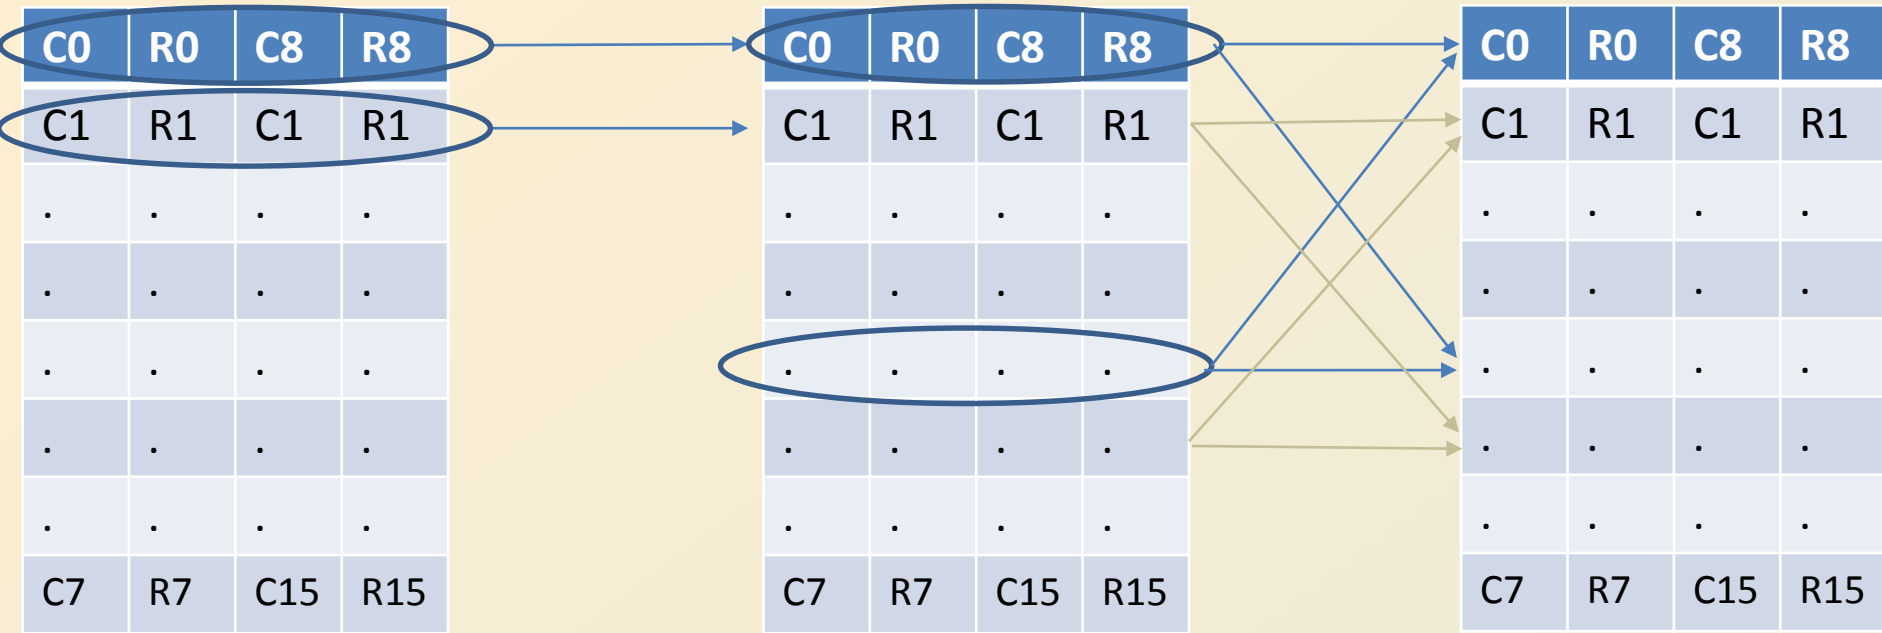 C0 R0 C8 R8 C0 R0 C8 R8 C0 R0 C8 R8
C1 R1 C1 R1 C1 R1 C1 R1 C1 R1 C1 R1
. . . . . . . . . . . .
. . . . . . . . . . . .
. . . . . . . . . . . .
. . . . . . . . . . . .
. . . . . . . . . . . .
C7 R7 C15 R15 C7 R7 C15 R15 C7 R7 C15 R15